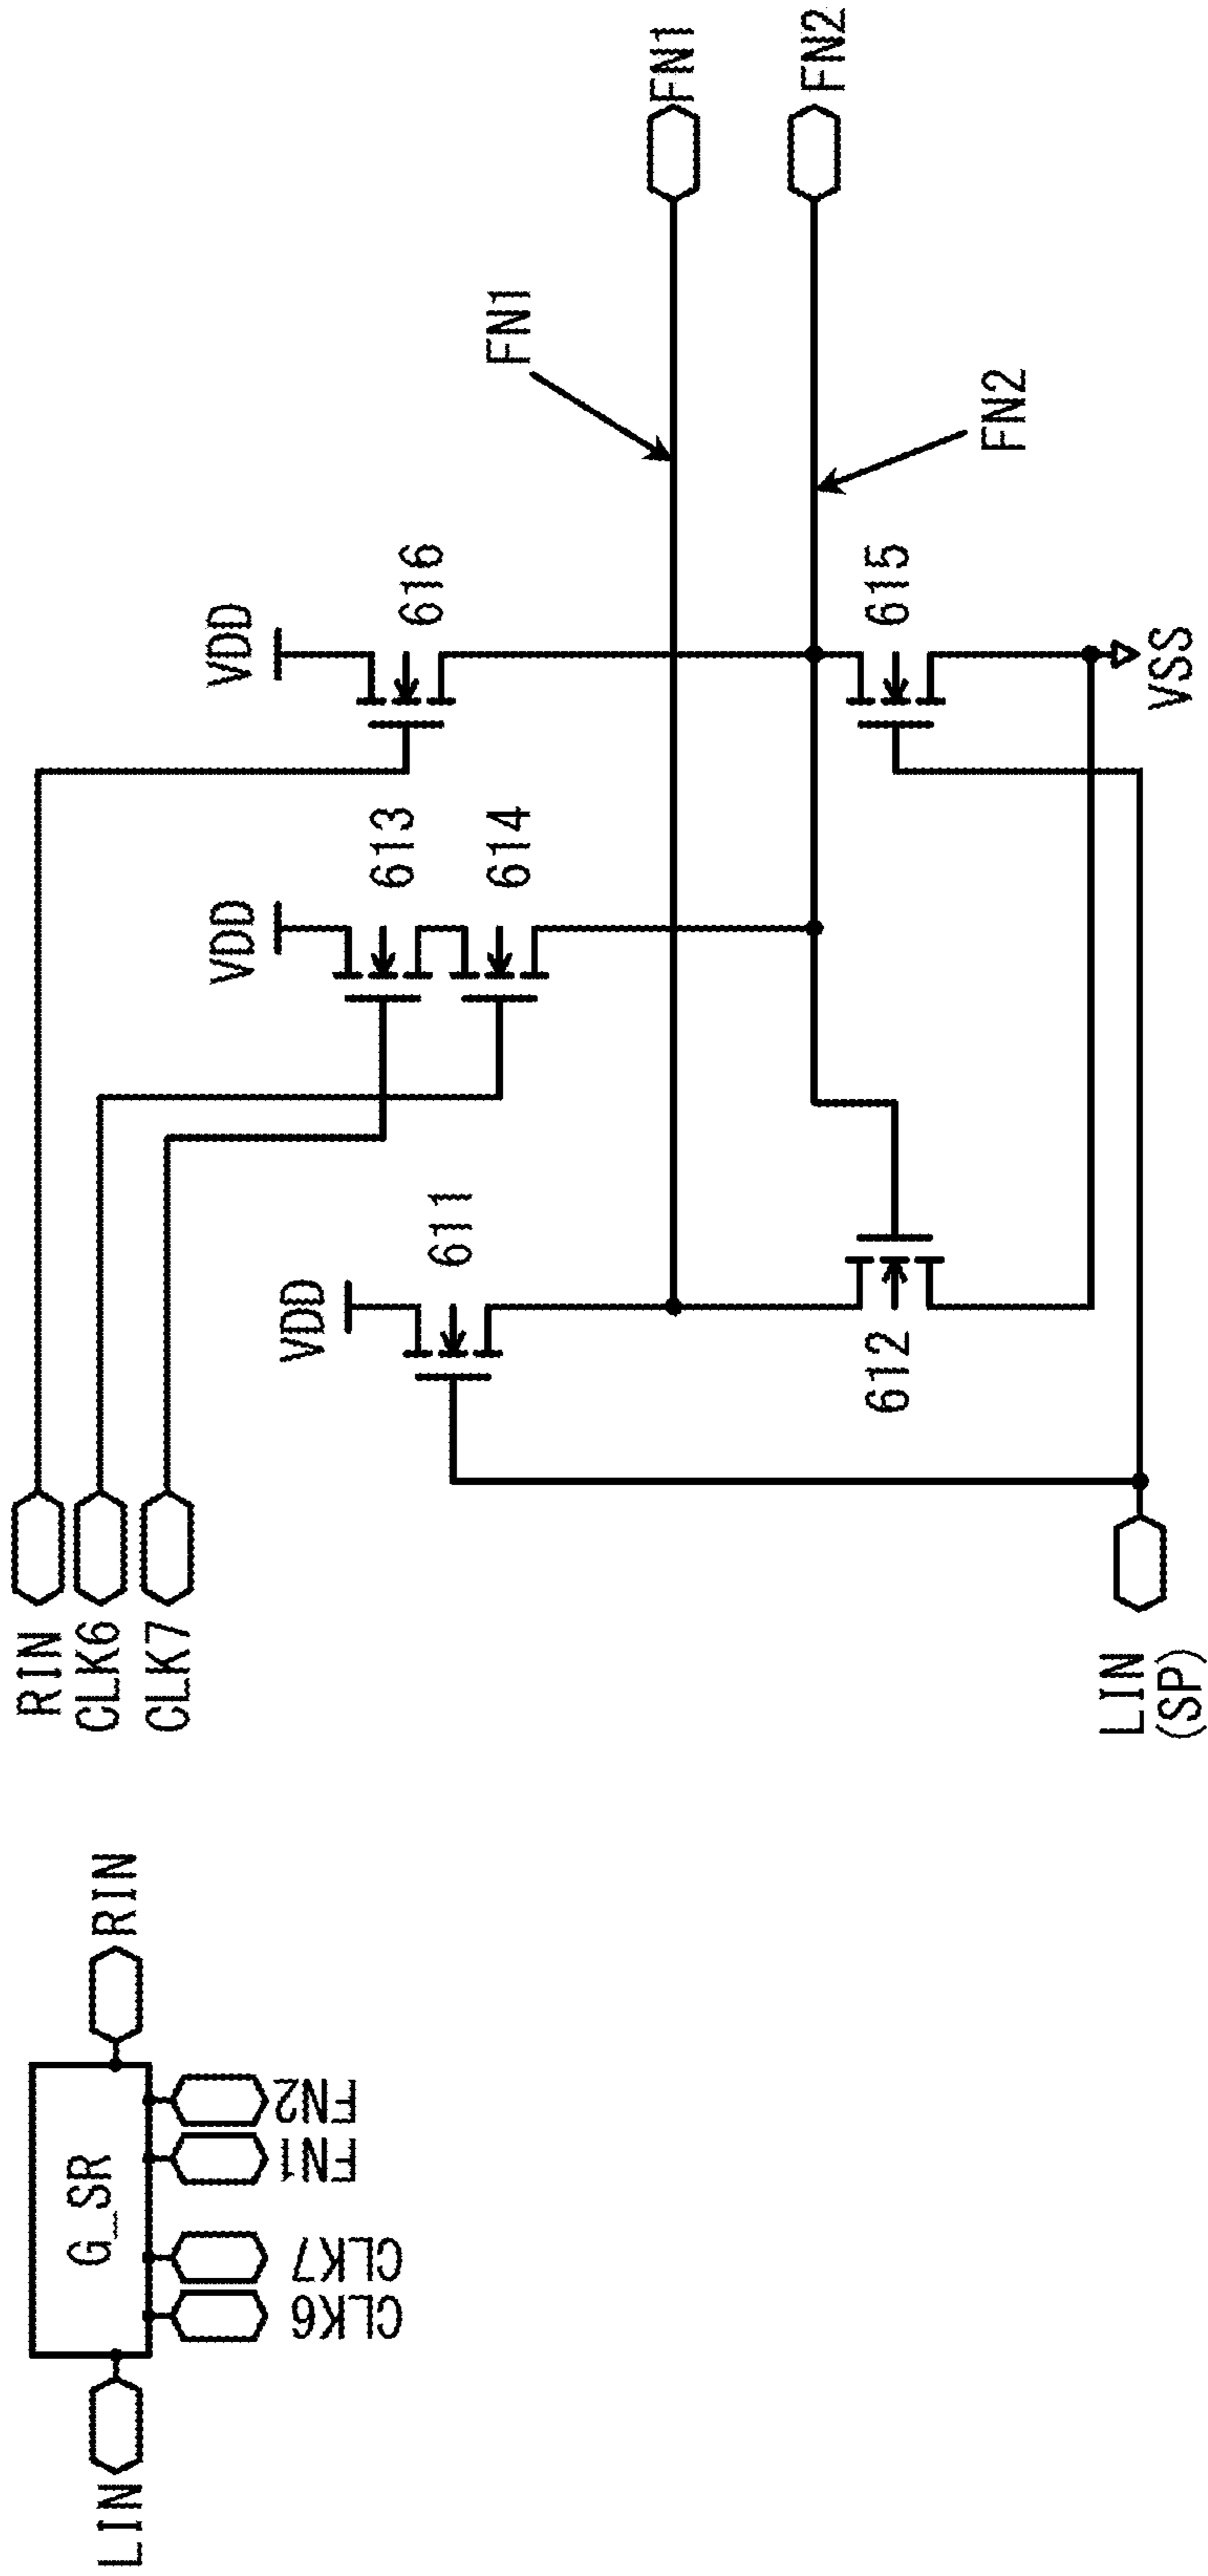 LIN
G_SR
RIN
CLK6
CLK7
FN1
FN2
RIN
CLK6
CLK7
LIN
(SP)
VDD
611
612
VDD
613
614
VDD
616
615
VSS
FN1
FN2
FN1
FN2